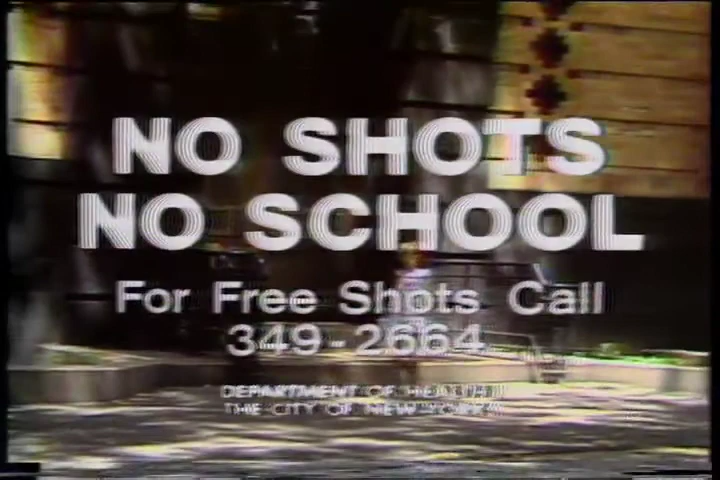 NO SHOTS
NO SCHOOL
For Free Shots Call
349-2664
DEPARTMENT OF HEALTH
THE CITY OF NEW YORK